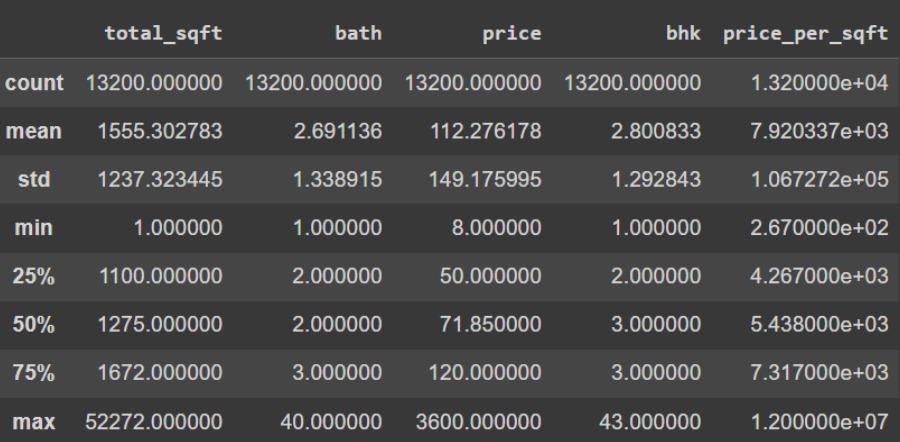 total_sqft bath price bhk price_per_sqft
count 13200.000000 13200.000000 13200.000000 13200.000000 1.320000e+04
mean 1555.302783 2.691136 112.276178 2.800833 7.920337e+03
std 1237.323445 1.338915 149.175995 1.292843 1.067272e+05
min 1.000000 1.000000 8.000000 1.000000 2.670000e+02
25% 1100.000000 2.000000 50.000000 2.000000 4.267000e+03
50% 1275.000000 2.000000 71.850000 3.000000 5.438000e+03
75% 1672.000000 3.000000 120.000000 3.000000 7.317000e+03
max 52272.000000 40.000000 3600.000000 43.000000 1.200000e+07